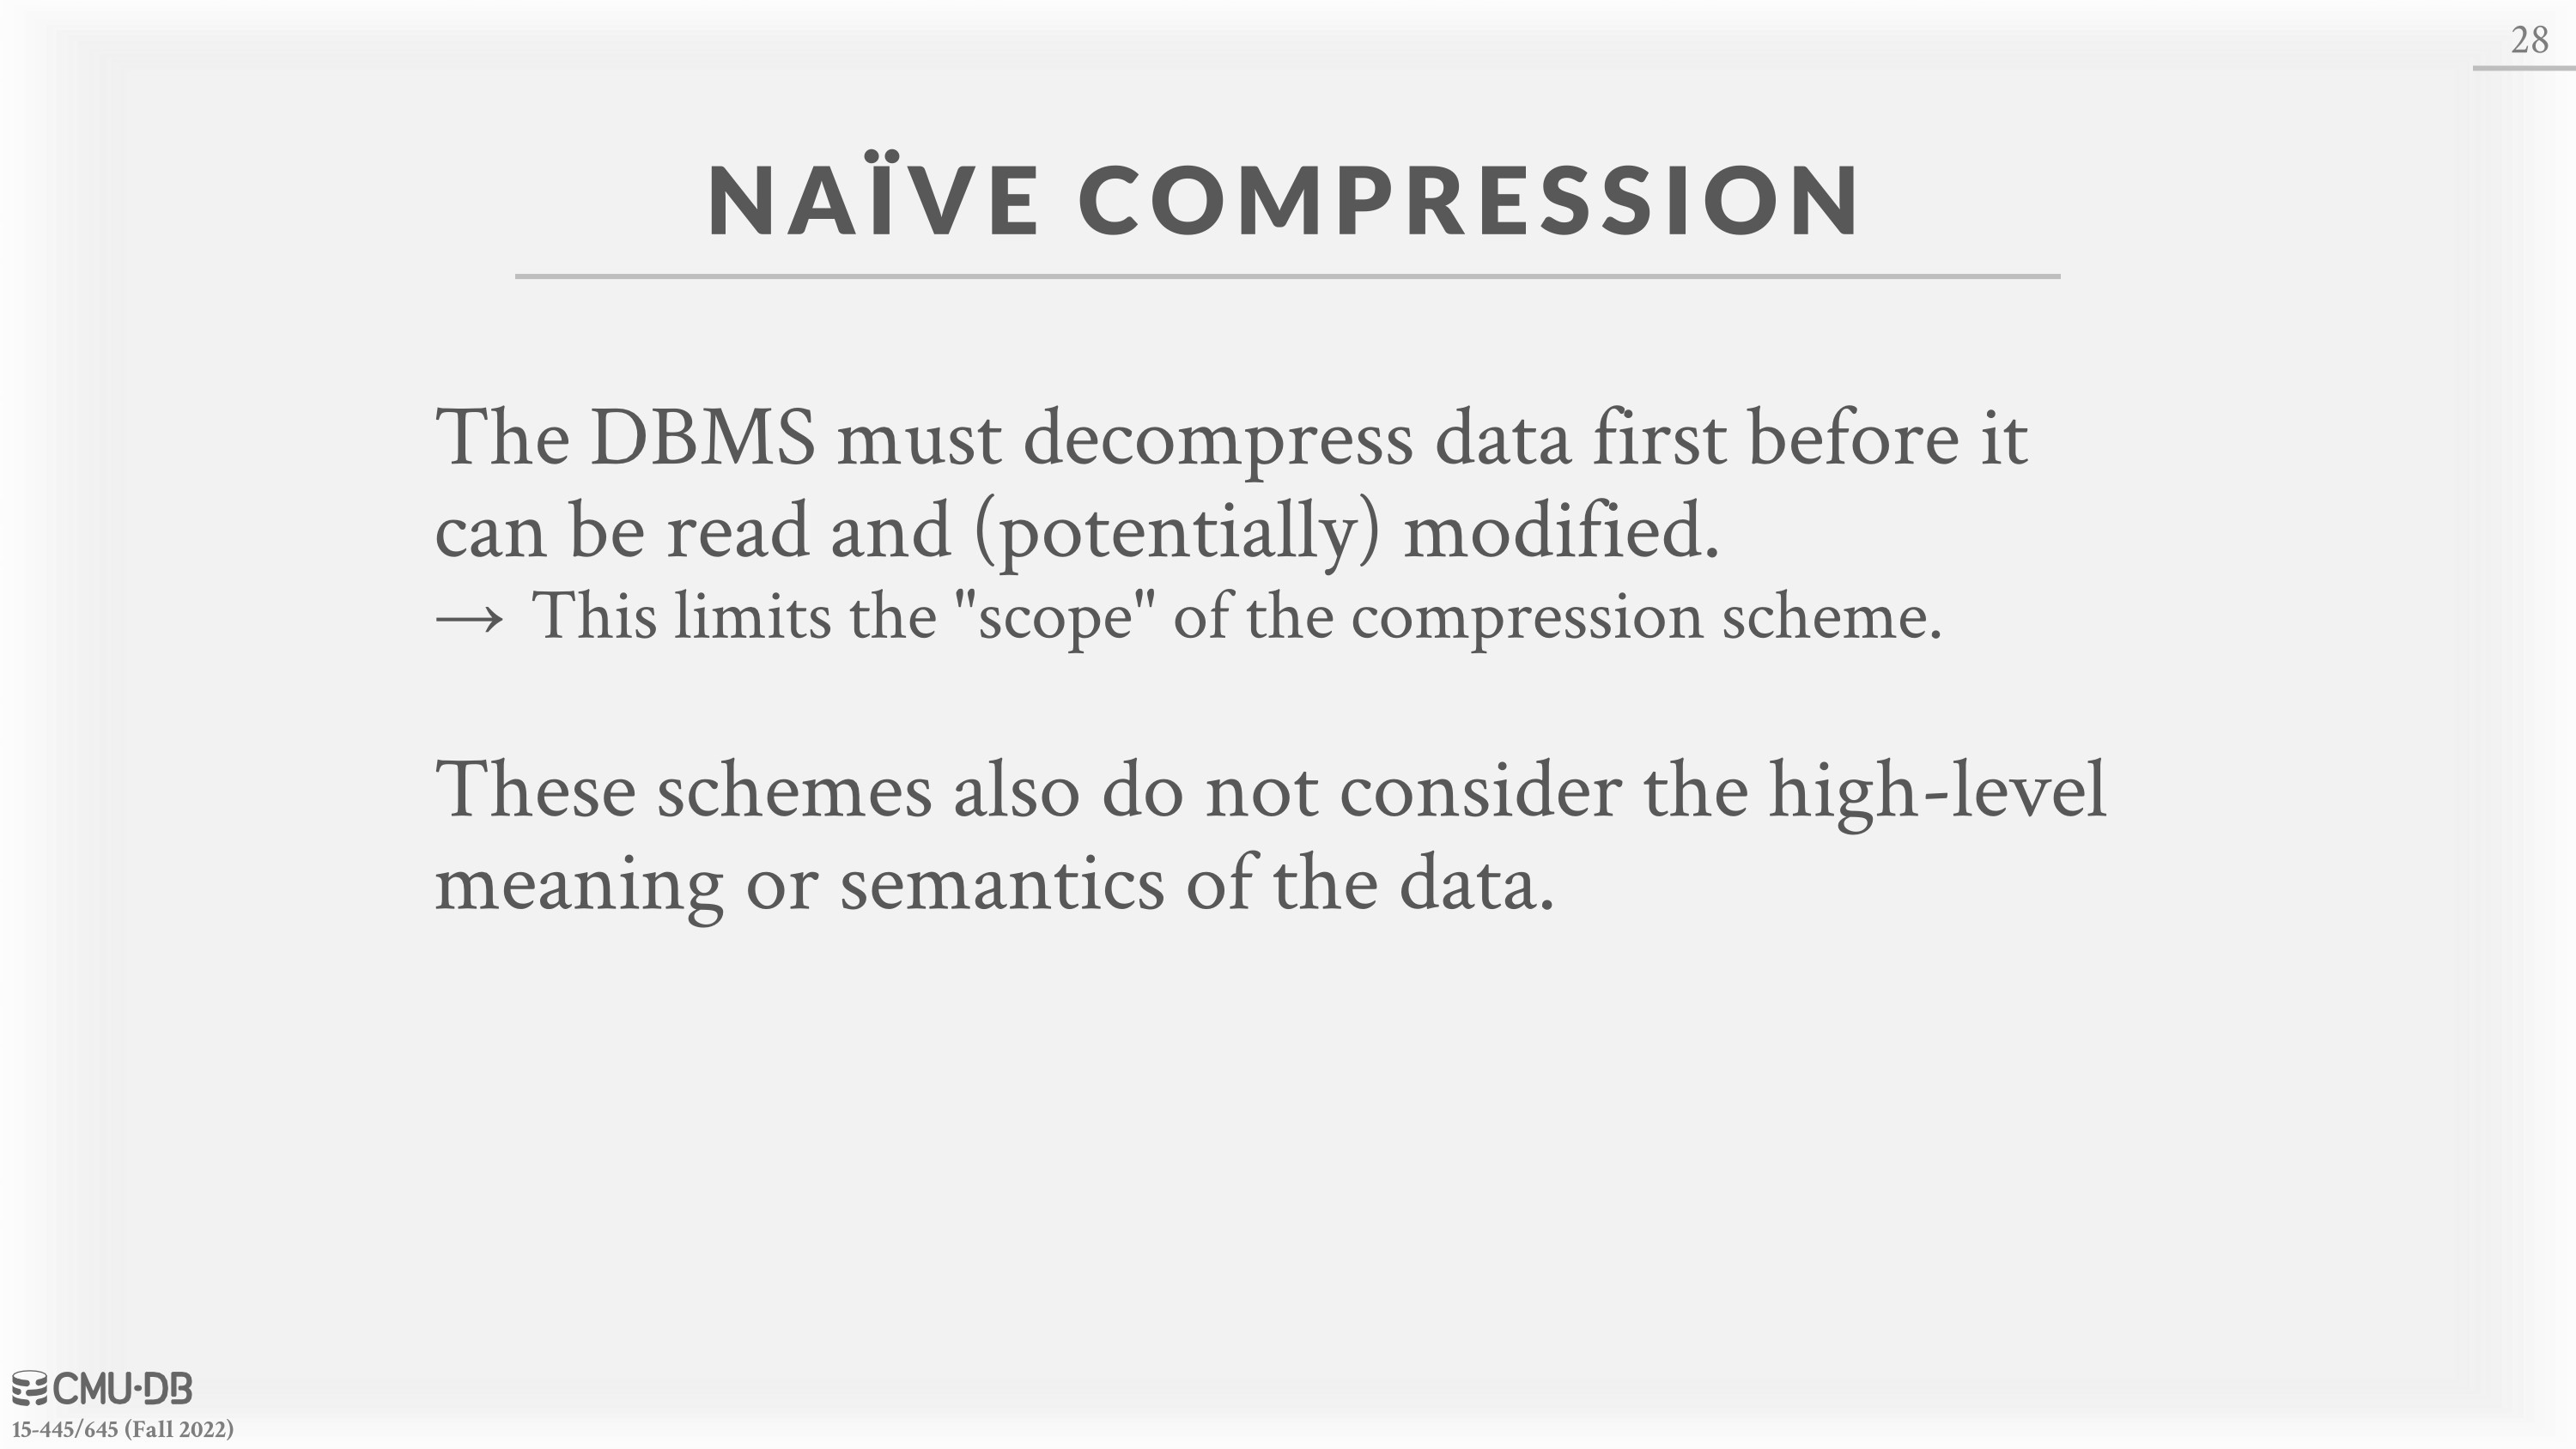 28
NAÏVE COMPRESSION
The DBMS must decompress data first before it
can be read and (potentially) modified.
→ This limits the "scope" of the compression scheme.
These schemes also do not consider the high-level
meaning or semantics of the data.
CMU·DB
15-445/645 (Fall 2022)